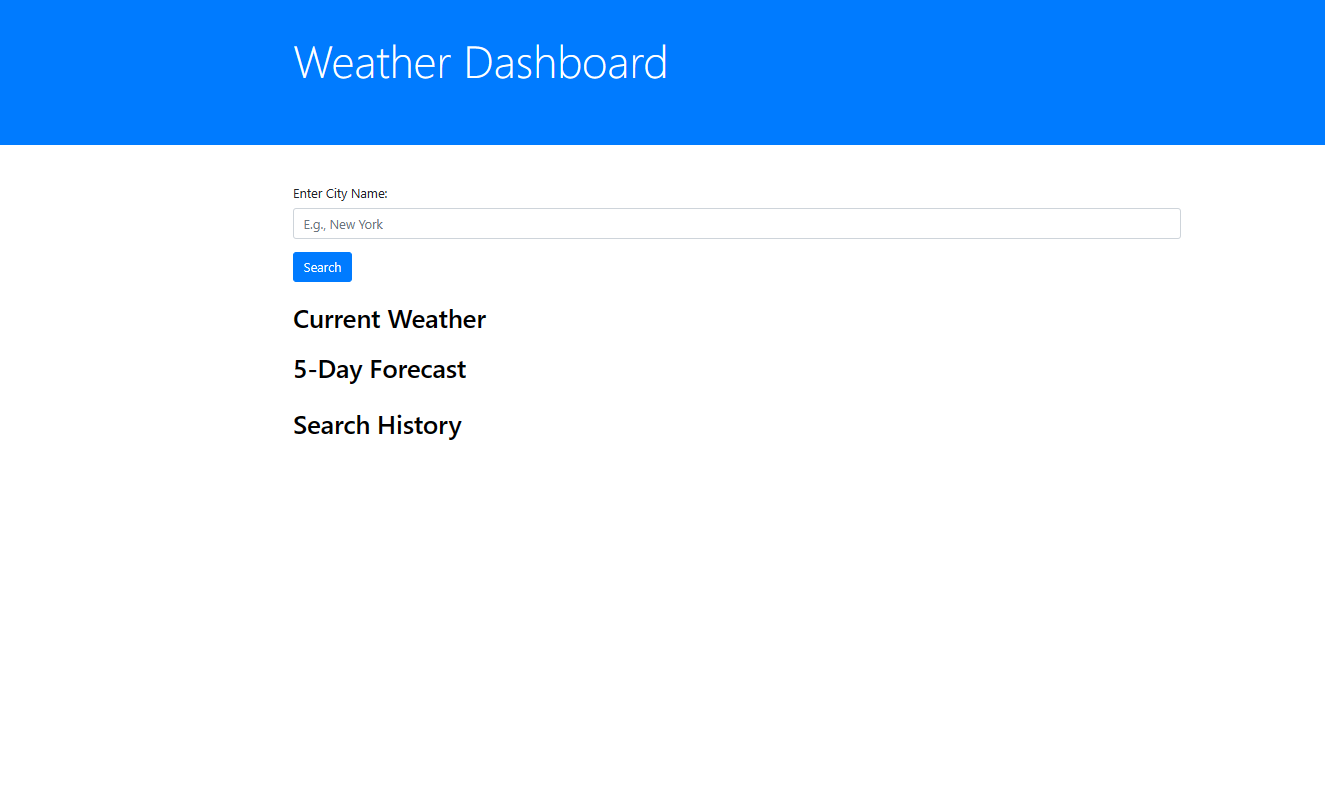 Weather Dashboard
Enter City Name:
E.g., New York
Search
Current Weather
5-Day Forecast
Search History